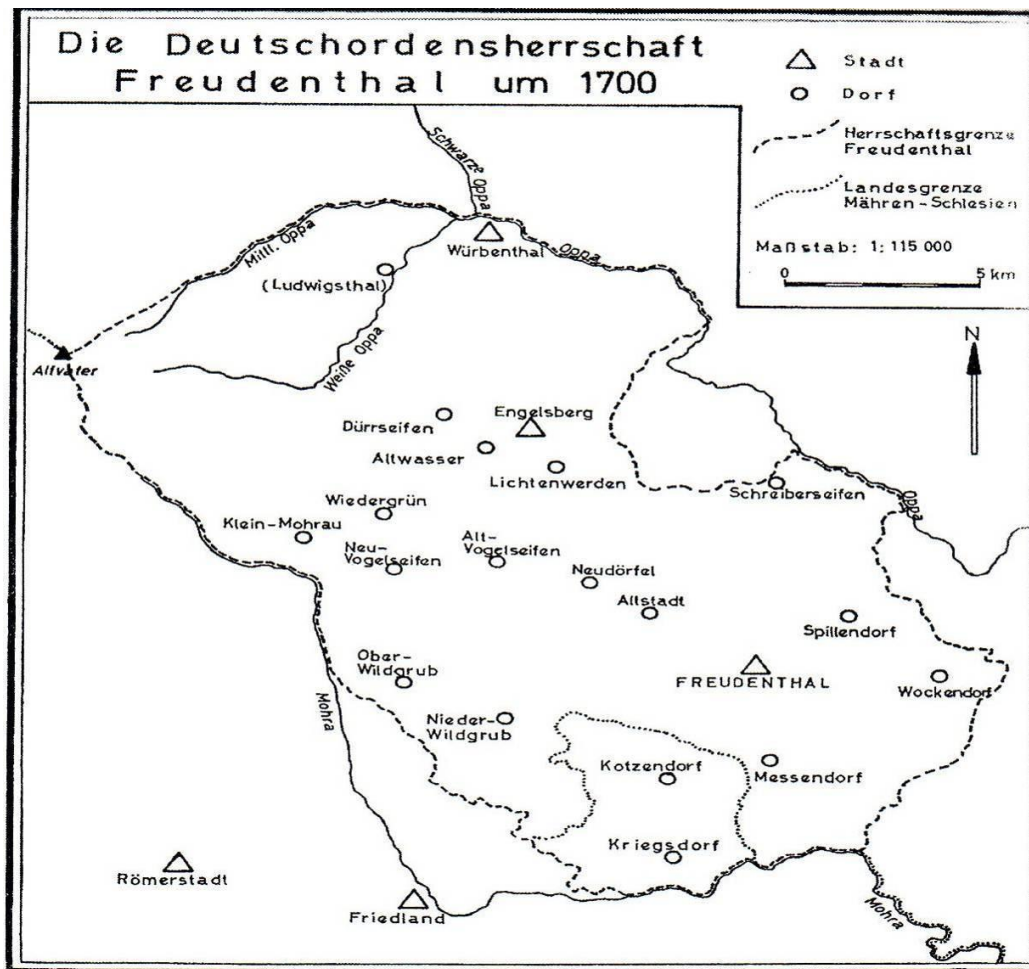 Die Deutschordensherrschaft
Freudenthal um 1700
Stadt
Dorf
Herrschaftsgrenze
Freudenthal
Landesgrenze
Mähren-Schlesien
Maßstab: 1: 115 000
0 5 km
N
Schwarze Oppa
Mittl. Oppa
Würbenthal
Oppa
(Ludwigsthal)
Weiße Oppa
Altvater
Dürrseifen
Engelsberg
Altwasser
Lichtenwerden
Schreiberseifen
Oppa
Wiedergrün
Klein-Mohrau
Neu-
Vogelseifen
Alt-
Vogelseifen
Neudörfel
Altstadt
Spillendorf
Ober-
Wildgrub
FREUDENTHAL
Wockendorf
Mohra
Nieder-
Wildgrub
Kotzendorf
Messendorf
Kriegsdorf
Römerstadt
Friedland
Mohra